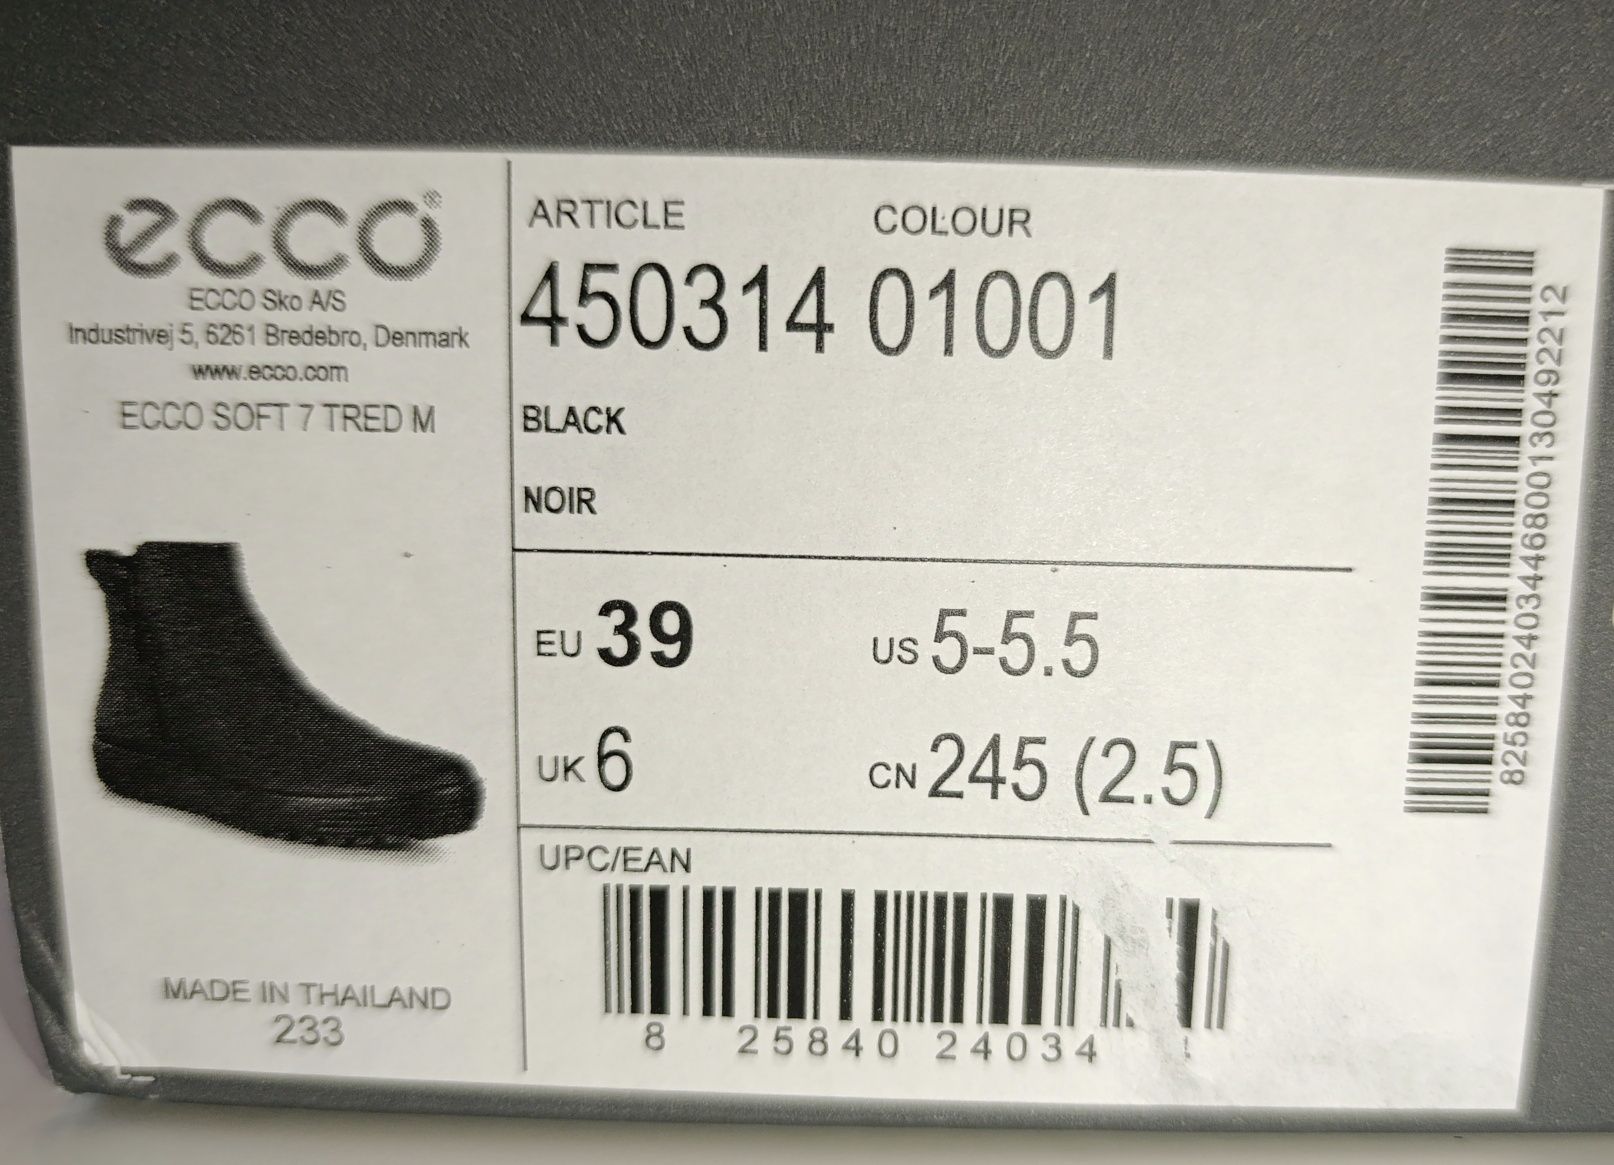 ecco®
ECCO Sko A/S
Industrivej 5, 6261 Bredebro, Denmark
www.ecco.com
ECCO SOFT 7 TRED M
MADE IN THAILAND
233
ARTICLE COLOUR
450314 01001
BLACK
NOIR
EU 39 US 5-5.5
UK 6 CN 245 (2.5)
UPC/EAN
8 25840 24034
8258402403446800130492212